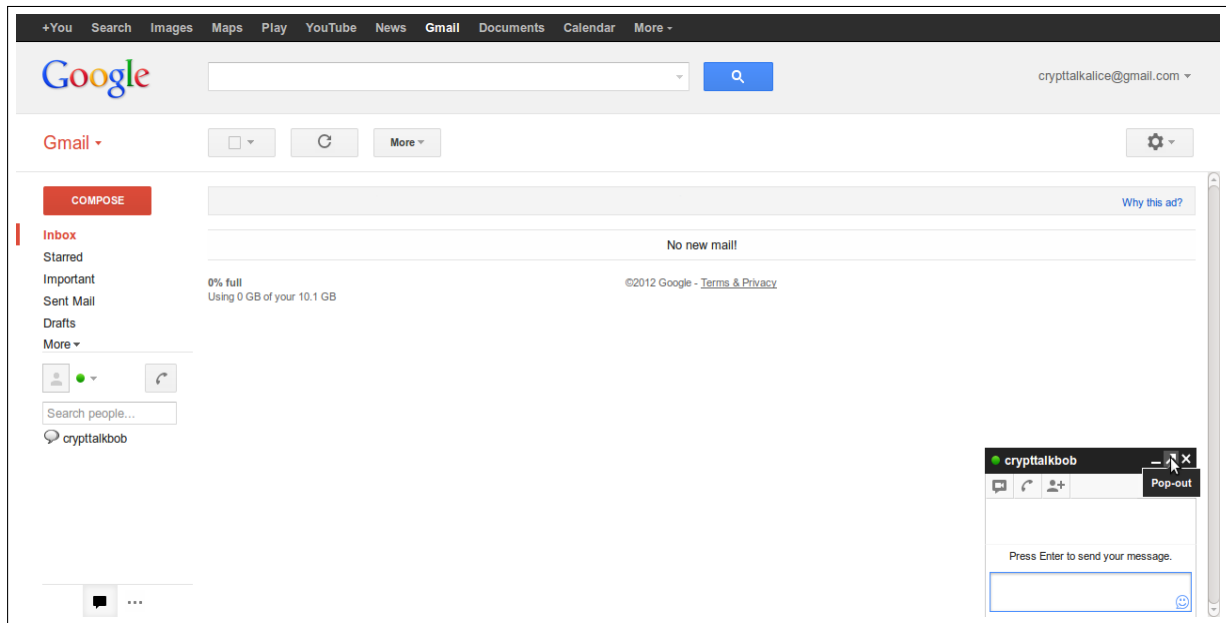 +You Search Images Maps Play YouTube News Gmail Documents Calendar More
Google
crypttalkalice@gmail.com
Gmail
More
COMPOSE
Why this ad?
Inbox
No new mail!
Starred
Important
0% full
©2012 Google - Terms & Privacy
Sent Mail
Using 0 GB of your 10.1 GB
Drafts
More
Search people...
crypttalkbob
crypttalkbob
Pop-out
Press Enter to send your message.